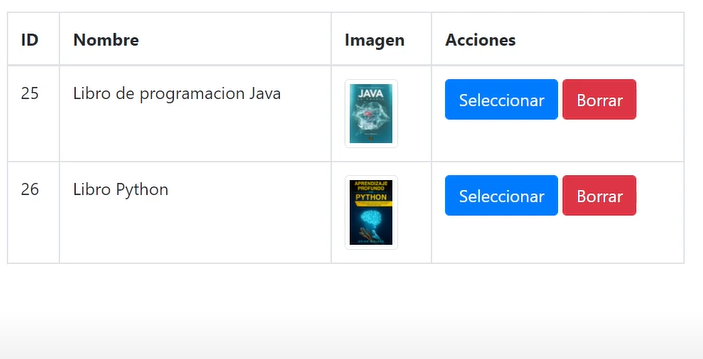 ID Nombre Imagen Acciones
25 Libro de programacion Java Seleccionar Borrar
JAVA
26 Libro Python Seleccionar Borrar
APRENDIZAJE
PROFUNDO
PYTHON